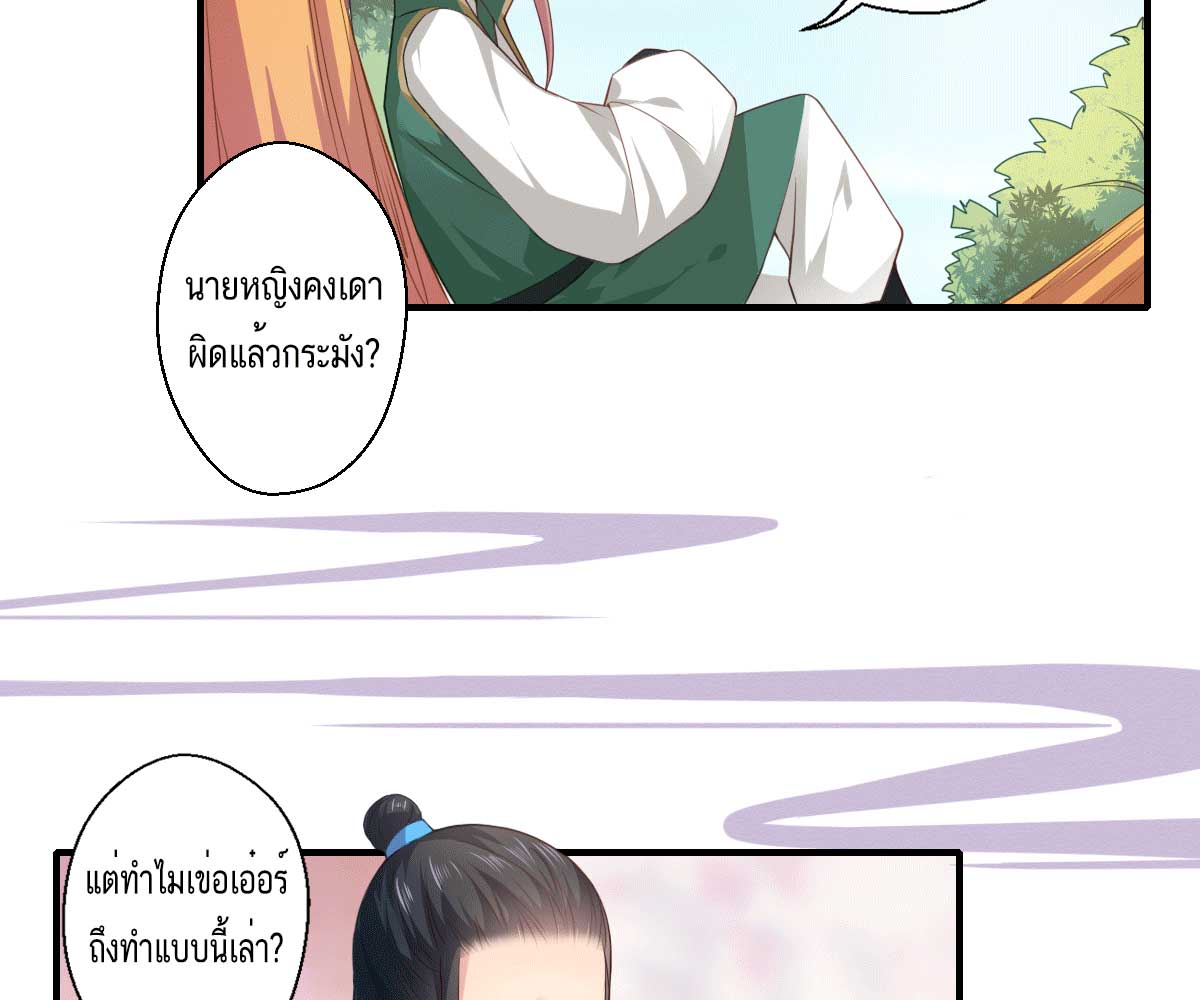 นายหญิงคงเดา
ผิดแล้วกระมัง?
แต่ทำไมเข่อเอ๋อร์
ถึงทำแบบนี้เล่า?